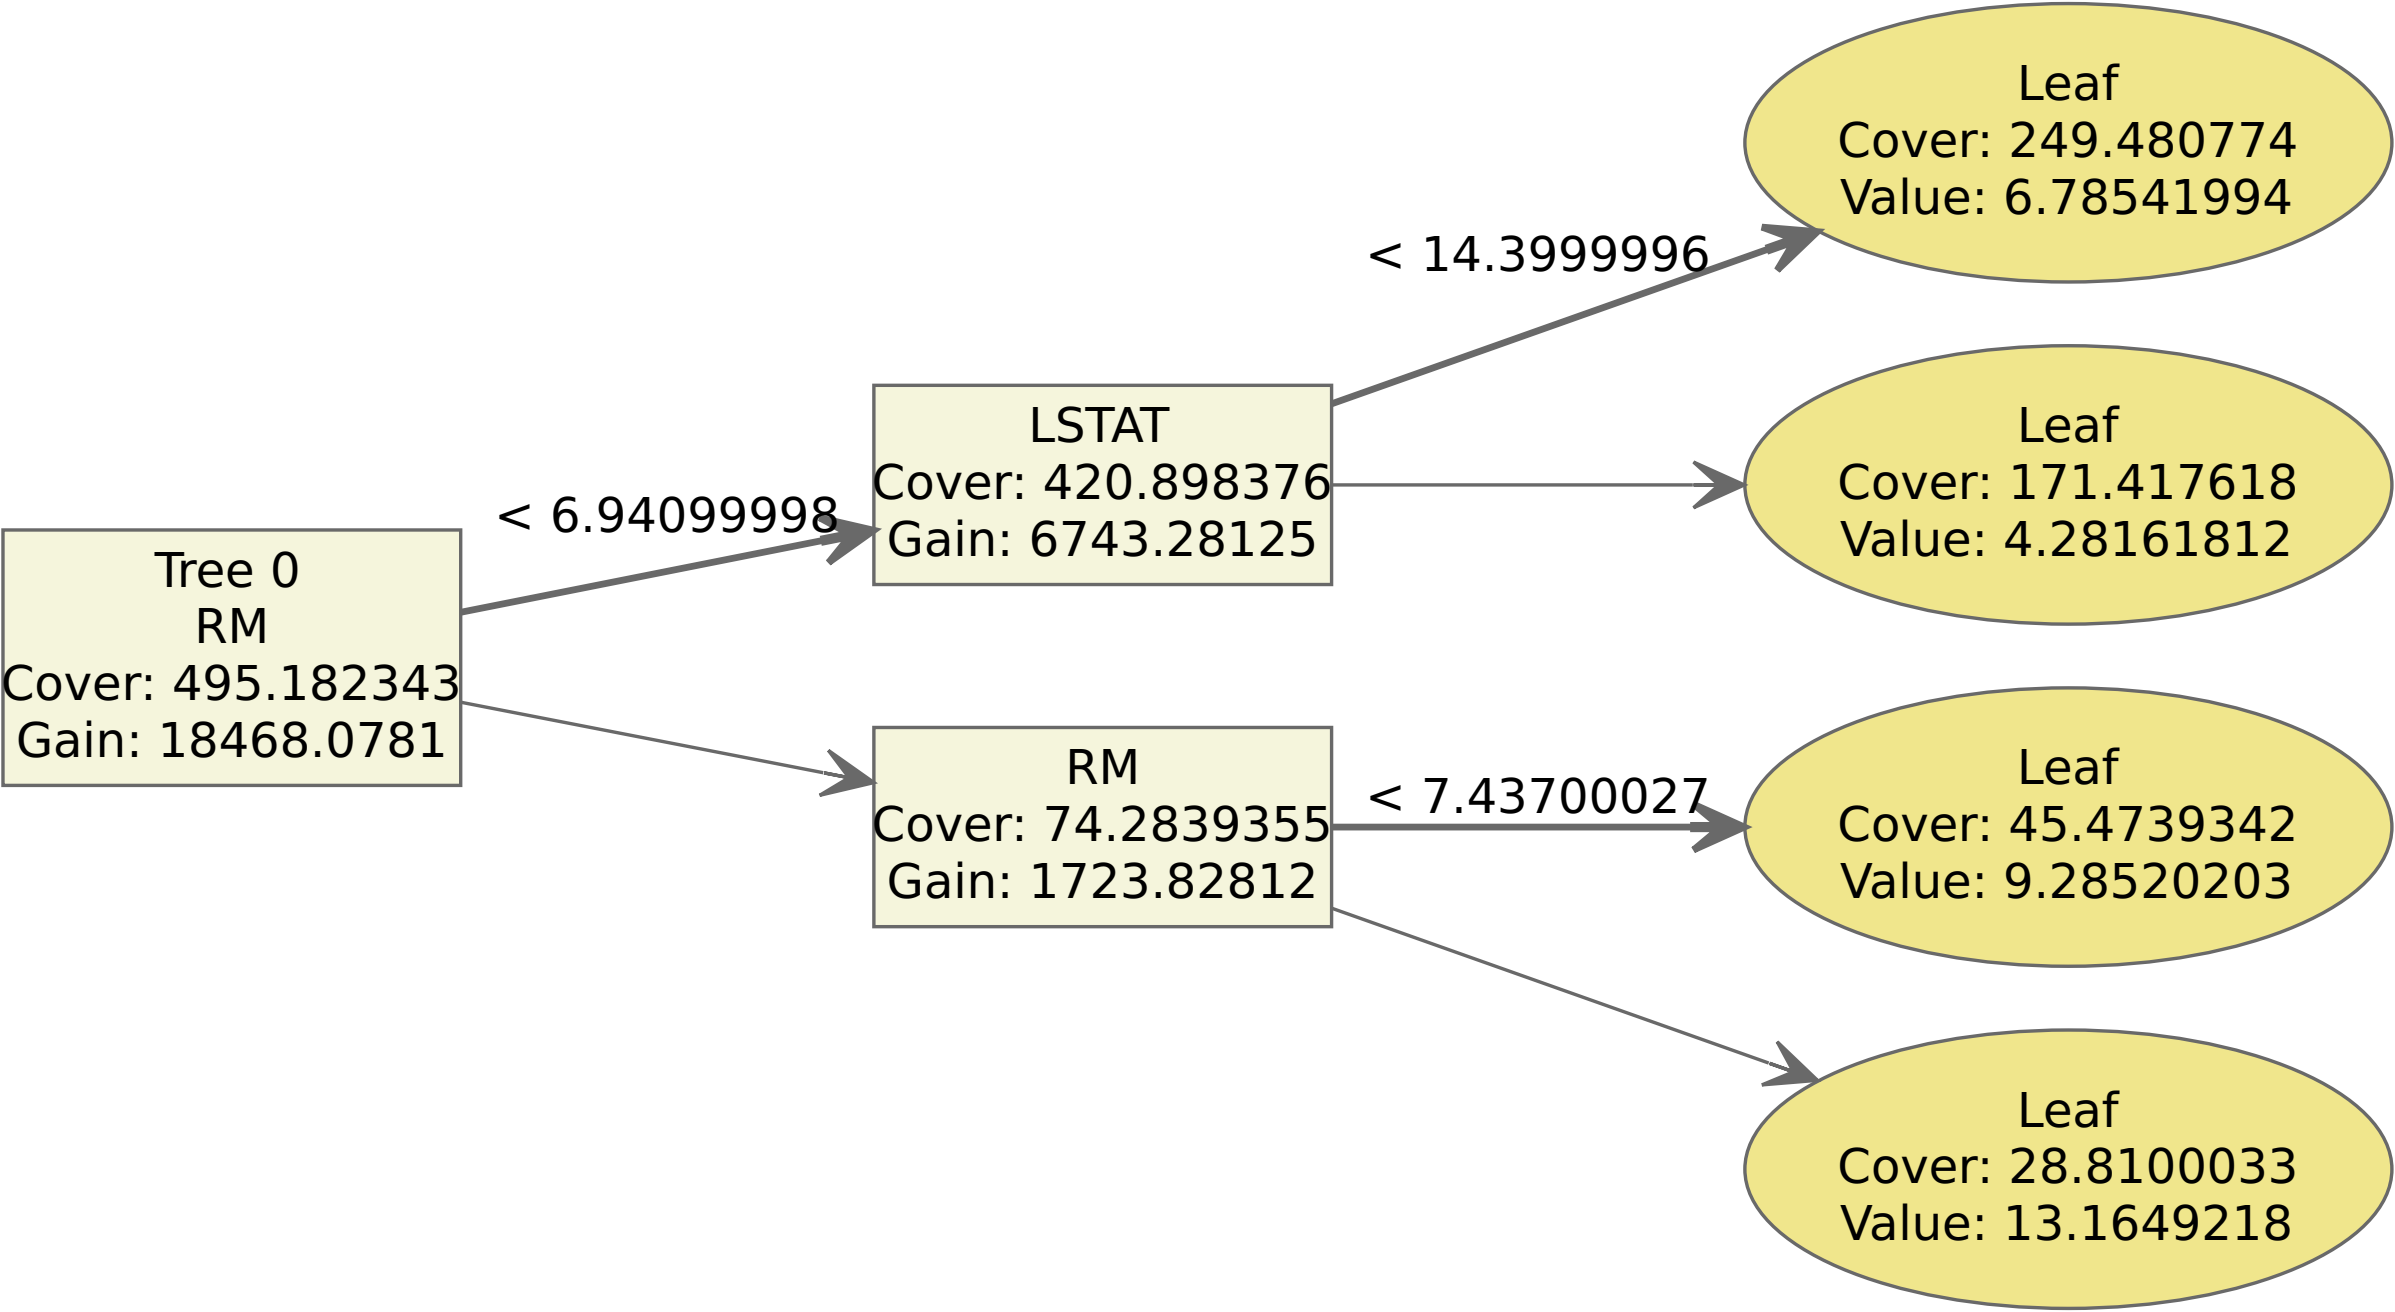 Tree 0
RM
Cover: 495.182343
Gain: 18468.0781
< 6.94099998
LSTAT
Cover: 420.898376
Gain: 6743.28125
RM
Cover: 74.2839355
Gain: 1723.82812
< 14.3999996
< 7.43700027
Leaf
Cover: 249.480774
Value: 6.78541994
Leaf
Cover: 171.417618
Value: 4.28161812
Leaf
Cover: 45.4739342
Value: 9.28520203
Leaf
Cover: 28.8100033
Value: 13.1649218